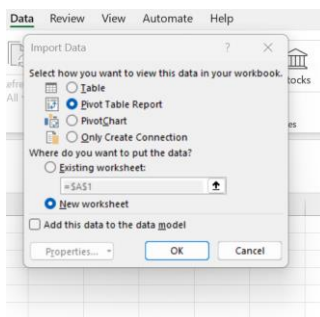 Data Review View Automate Help
Import Data ? ×
Select how you want to view this data in your workbook.
Table
Pivot Table Report
PivotChart
Only Create Connection
Where do you want to put the data?
Existing worksheet:
=$A$1
New worksheet
Add this data to the data model
Properties...
OK
Cancel
ocks
All
es